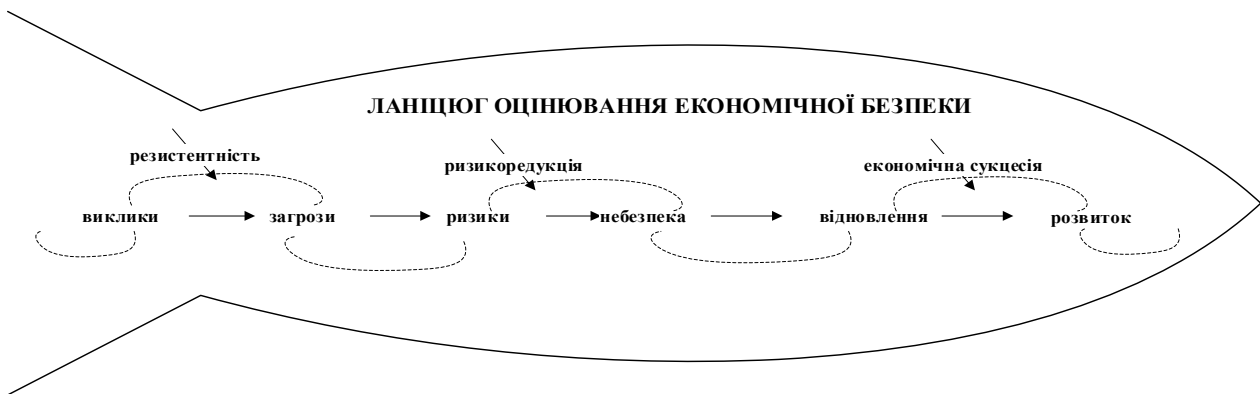 ЛАНЦЮГ ОЦІНЮВАННЯ ЕКОНОМІЧНОЇ БЕЗПЕКИ
резистентність ризикоредукція економічна сукцесія
виклики загрози ризики небезпека відновлення розвиток